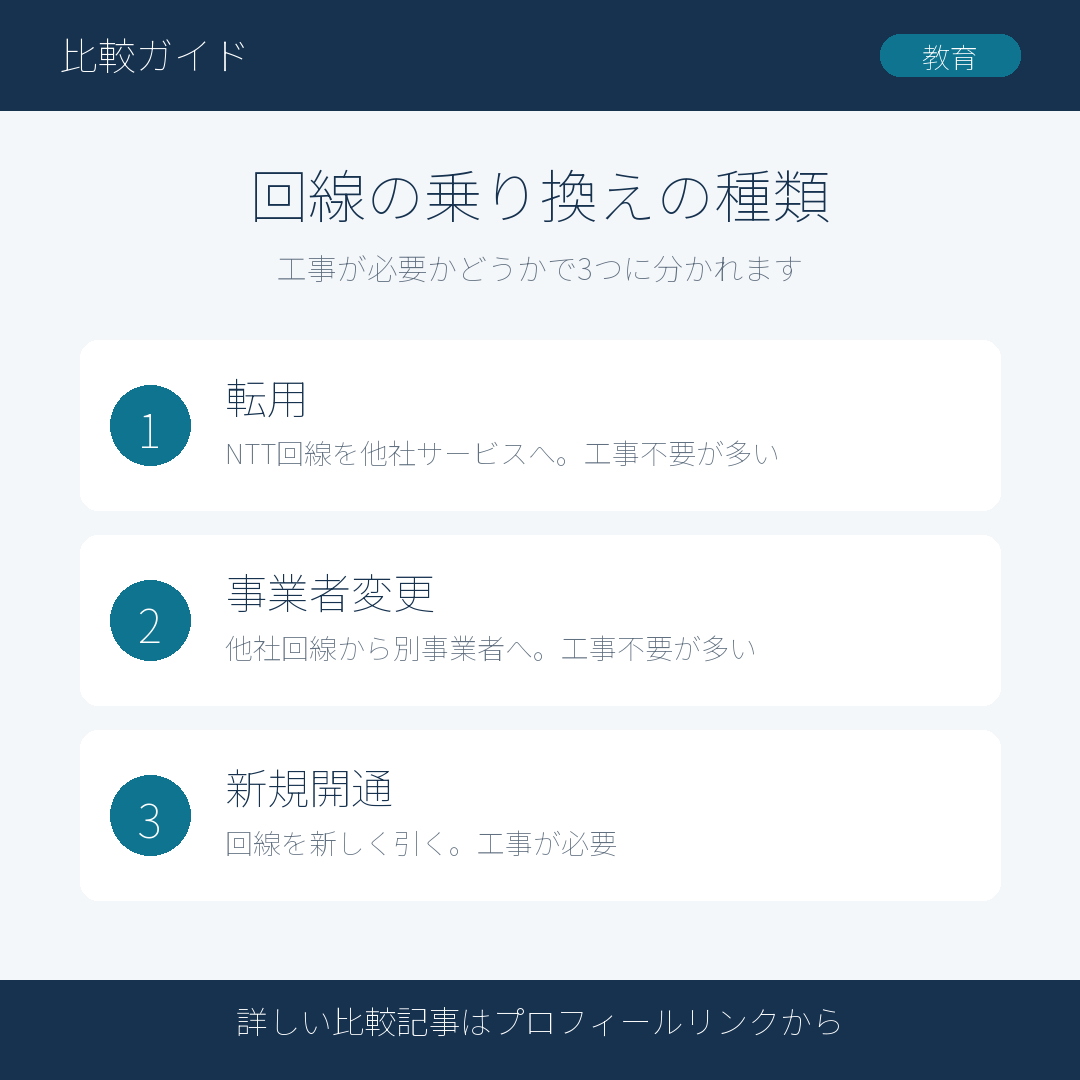 比較ガイド
教育
回線の乗り換えの種類
工事が必要かどうかで3つに分かれます
1
転用
NTT回線を他社サービスへ。工事不要が多い
2
事業者変更
他社回線から別事業者へ。工事不要が多い
3
新規開通
回線を新しく引く。工事が必要
詳しい比較記事はプロフィールリンクから